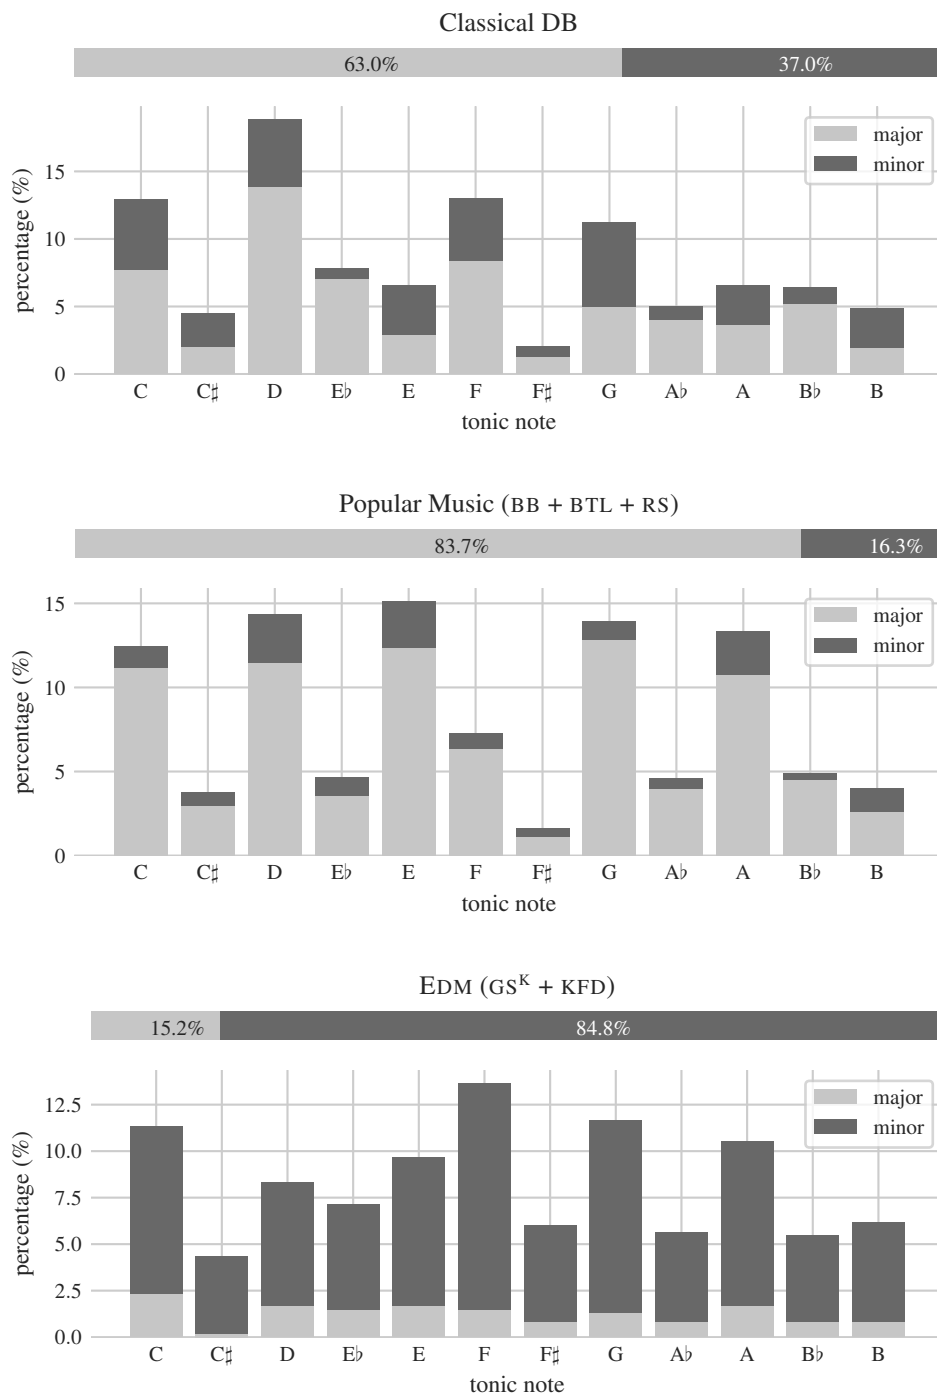 Classical DB
63.0% 37.0%
major
minor
percentage (%)
15
10
5
0
C C♯ D E♭ E F F♯ G A♭ A B♭ B
tonic note
Popular Music (BB + BTL + RS)
83.7% 16.3%
major
minor
percentage (%)
15
10
5
0
C C♯ D E♭ E F F♯ G A♭ A B♭ B
tonic note
EDM (GS^K + KFD)
15.2% 84.8%
major
minor
percentage (%)
12.5
10.0
7.5
5.0
2.5
0.0
C C♯ D E♭ E F F♯ G A♭ A B♭ B
tonic note